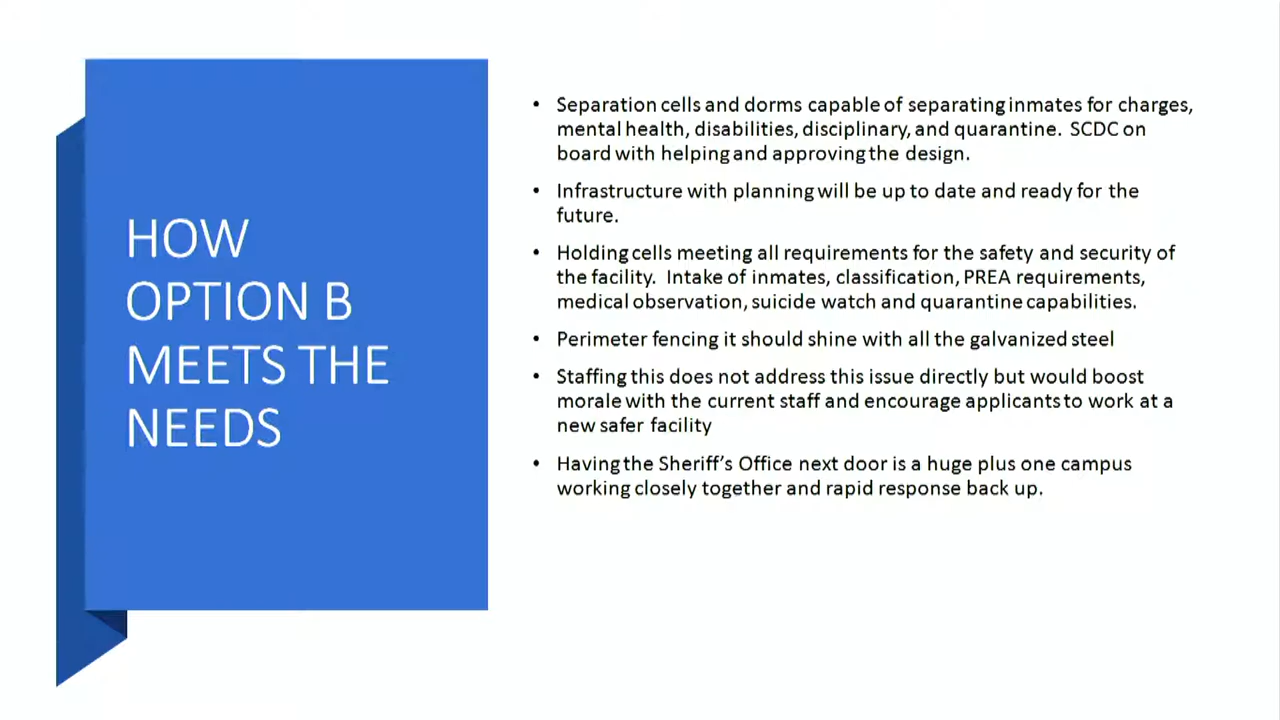 HOW
OPTION B
MEETS THE
NEEDS
• Separation cells and dorms capable of separating inmates for charges,
mental health, disabilities, disciplinary, and quarantine.  SCDC on
board with helping and approving the design.
• Infrastructure with planning will be up to date and ready for the
future.
• Holding cells meeting all requirements for the safety and security of
the facility.  Intake of inmates, classification, PREA requirements,
medical observation, suicide watch and quarantine capabilities.
• Perimeter fencing it should shine with all the galvanized steel
• Staffing this does not address this issue directly but would boost
morale with the current staff and encourage applicants to work at a
new safer facility
• Having the Sheriff’s Office next door is a huge plus one campus
working closely together and rapid response back up.